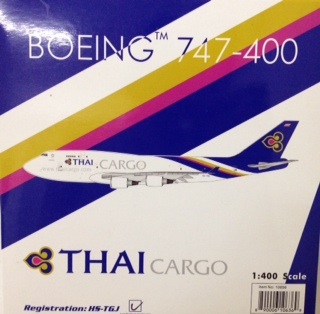 BOEING™ 747-400
THAI CARGO
THAI CARGO
1:400 Scale
Registration: HS-TGJ